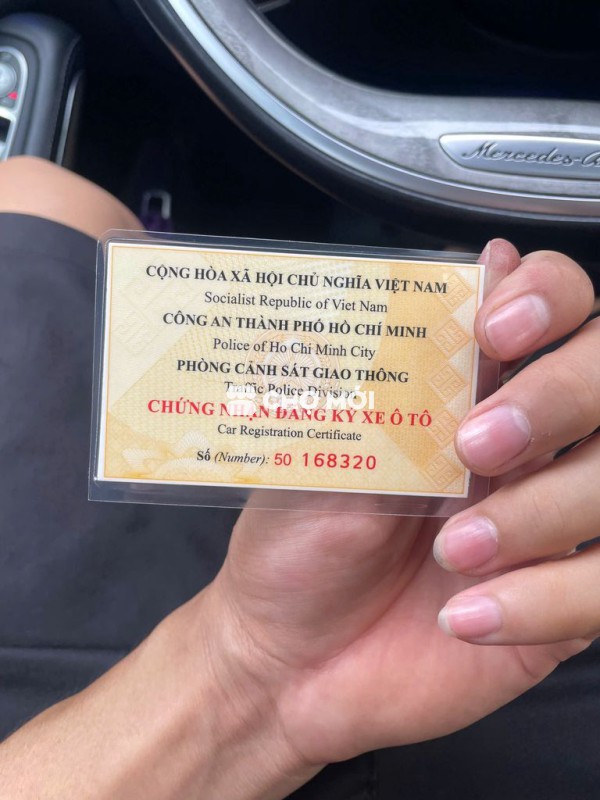 Mercedes-A
CỘNG HÒA XÃ HỘI CHỦ NGHĨA VIỆT NAM
Socialist Republic of Viet Nam
CÔNG AN THÀNH PHỐ HỒ CHÍ MINH
Police of Ho Chi Minh City
PHÒNG CẢNH SÁT GIAO THÔNG
Traffic Police Division
CHỢ MỚI
CHỨNG NHẬN ĐĂNG KÝ XE Ô TÔ
Car Registration Certificate
Số (Number): 50 168320